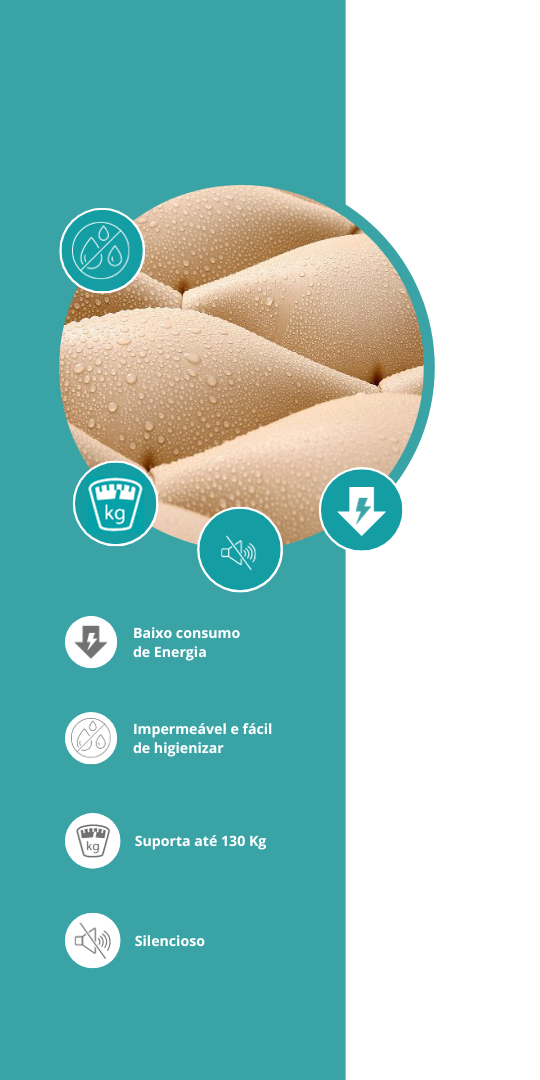 kg
Baixo consumo
de Energia
Impermeável e fácil
de higienizar
kg
Suporta até 130 Kg
Silencioso